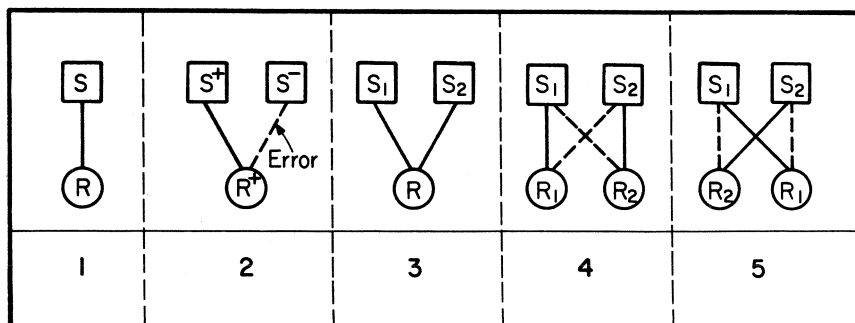 S S⁺ S⁻ S₁ S₂ S₁ S₂ S₁ S₂
Error
R R⁺ R R₁ R₂ R₂ R₁
1 2 3 4 5